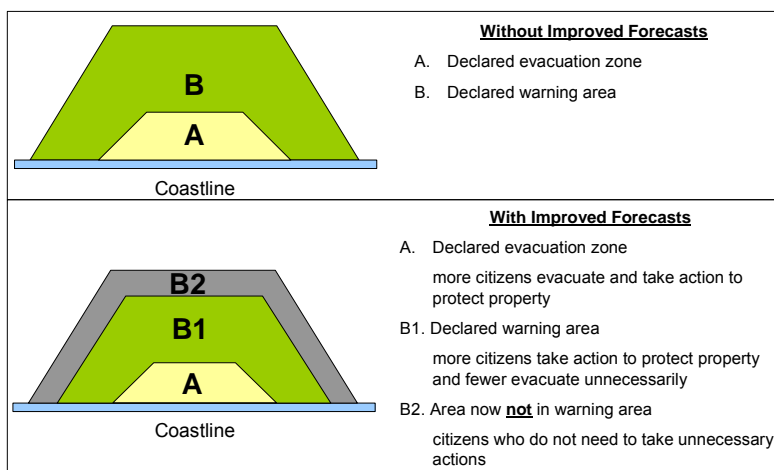 B
A
Coastline
Without Improved Forecasts
A. Declared evacuation zone
B. Declared warning area
B2
B1
A
Coastline
With Improved Forecasts
A. Declared evacuation zone
more citizens evacuate and take action to
protect property
B1. Declared warning area
more citizens take action to protect property
and fewer evacuate unnecessarily
B2. Area now not in warning area
citizens who do not need to take unnecessary
actions